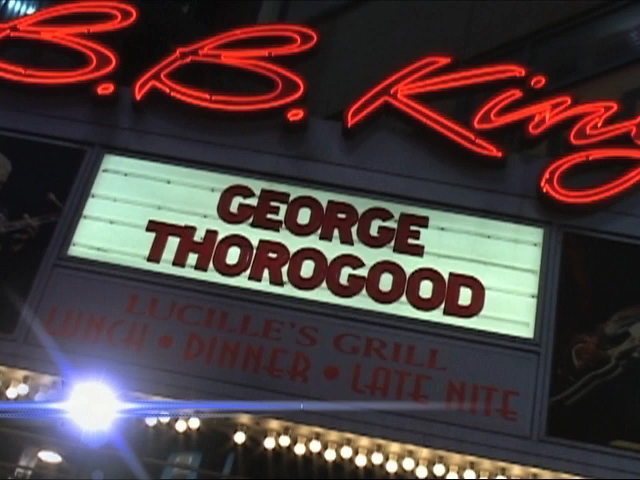 B.B. King
GEORGE
THOROGOOD
LUCILLE'S GRILL
LUNCH • DINNER • LATE NITE